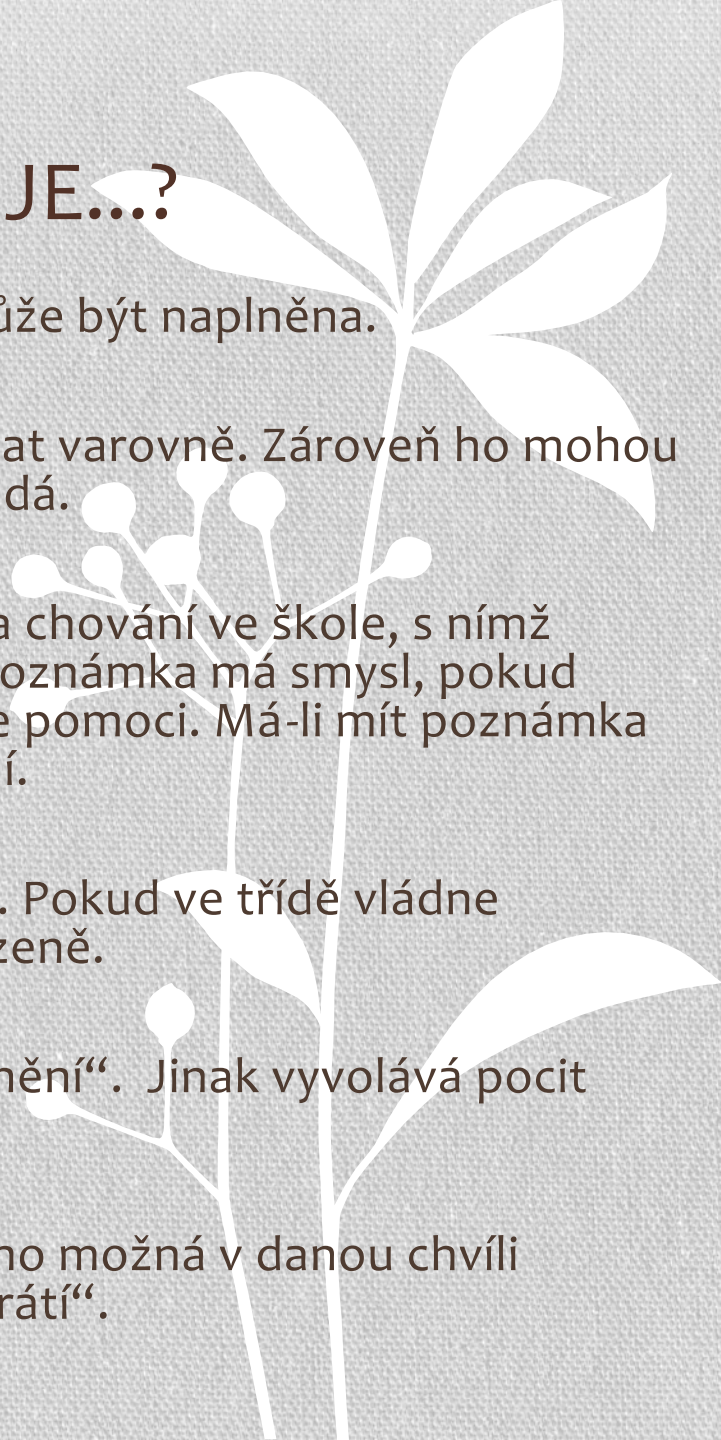 JE...?
ůže být naplněna.
at varovně. Zároveň ho mohou
dá.
a chování ve škole, s nímž
oznámka má smysl, pokud
e pomoci. Má-li mít poznámka
í.
. Pokud ve třídě vládne
zeně.
nění“. Jinak vyvolává pocit
ho možná v danou chvíli
rátí“.